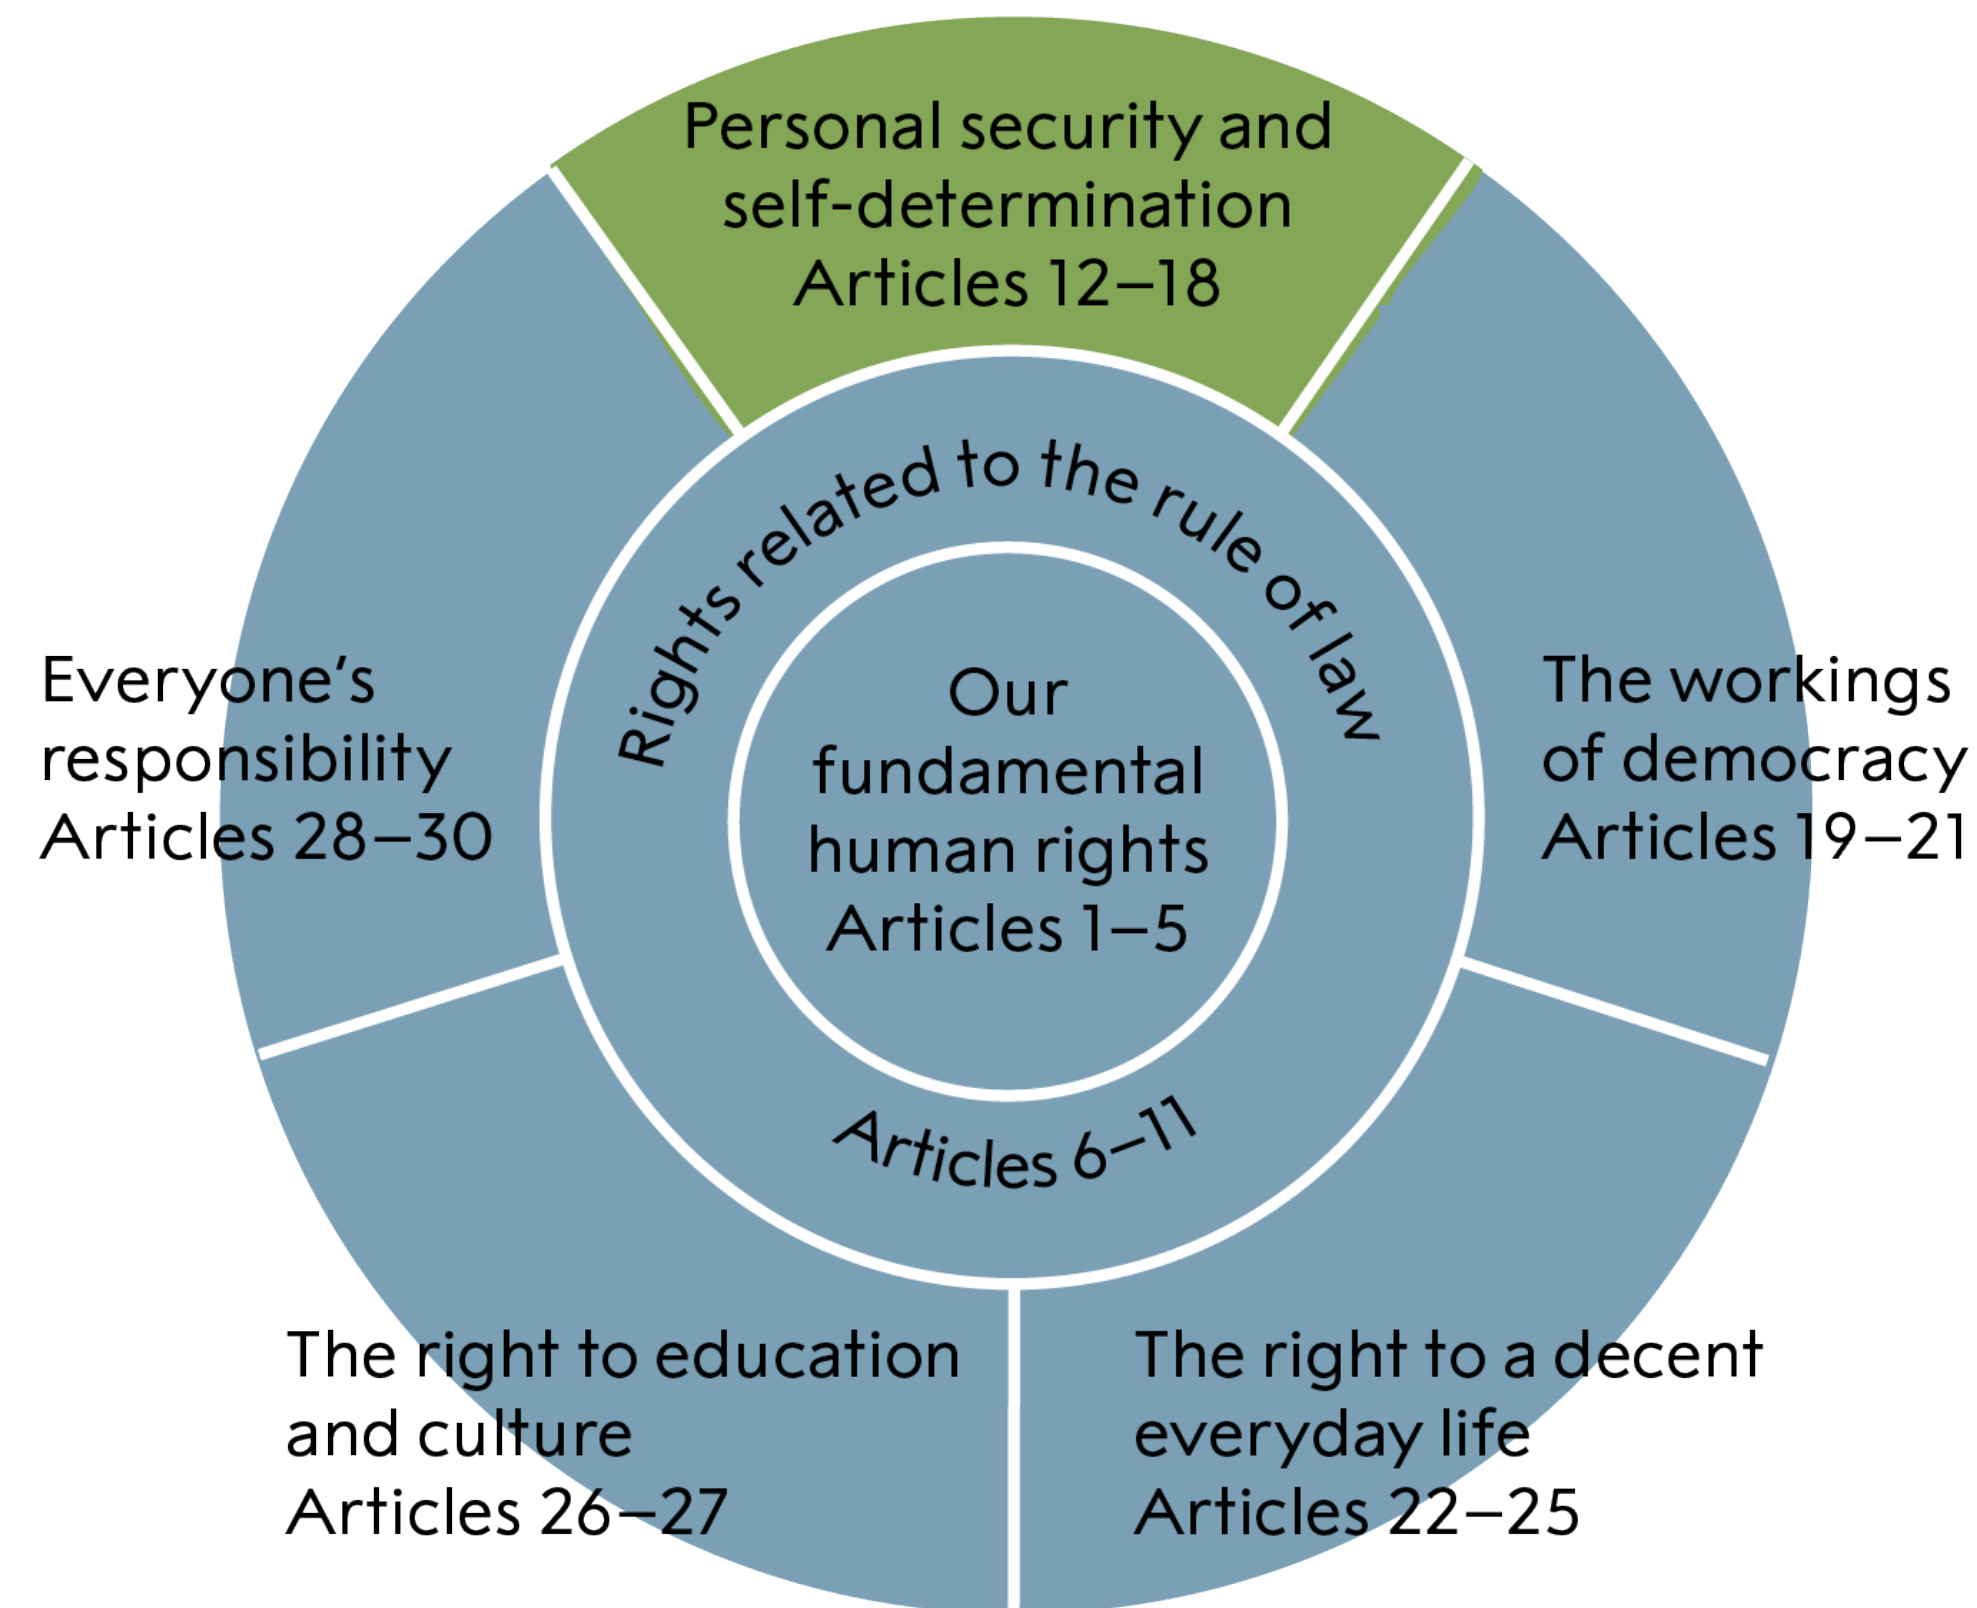 Personal security and
self-determination
Articles 12–18
Rights related to the rule of law
Our
fundamental
human rights
Articles 1–5
Articles 6–11
Everyone’s
responsibility
Articles 28–30
The workings
of democracy
Articles 19–21
The right to education
and culture
Articles 26–27
The right to a decent
everyday life
Articles 22–25